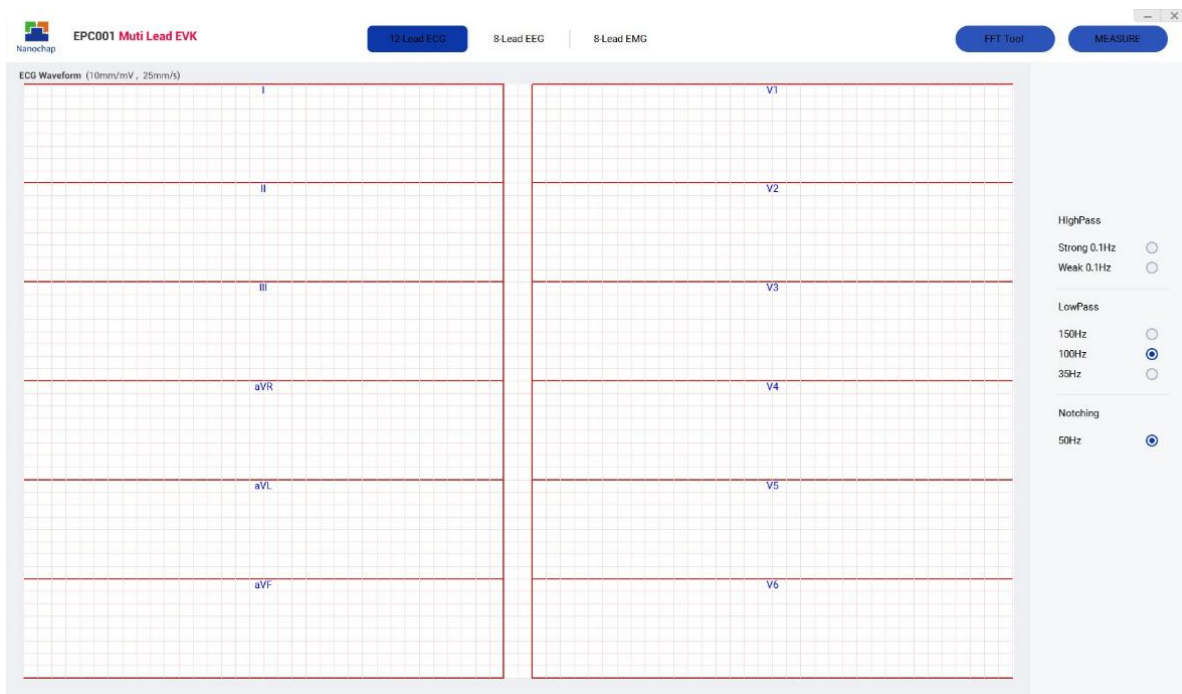 Nanochap
EPC001 Muti Lead EVK
12-Lead ECG
8-Lead EEG
8-Lead EMG
FFT Tool
MEASURE
ECG Waveform (10mm/mV , 25mm/s)
I
V1
II
V2
III
V3
aVR
V4
aVL
V5
aVF
V6
HighPass
Strong 0.1Hz
Weak 0.1Hz
LowPass
150Hz
100Hz
35Hz
Notching
50Hz